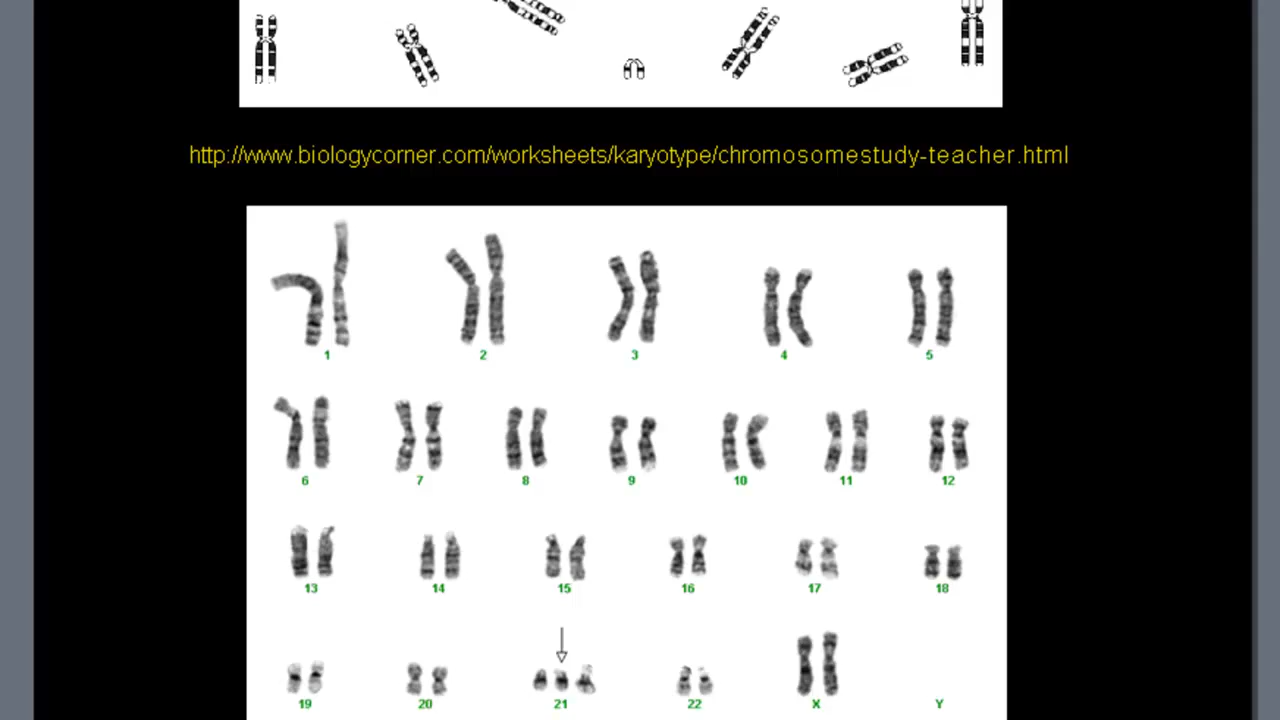 http://www.biologycorner.com/worksheets/karyotype/chromosomestudy-teacher.html
1 2 3 4 5
6 7 8 9 10 11 12
13 14 15 16 17 18
19 20 21 22 X Y